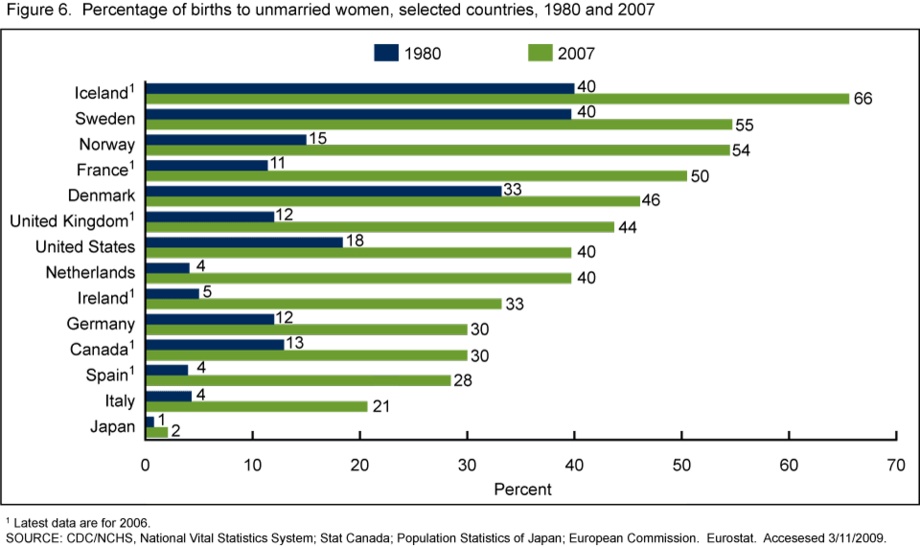 Figure 6. Percentage of births to unmarried women, selected countries, 1980 and 2007
1980 2007
Iceland¹ 40 66
Sweden 40 55
Norway 15 54
France¹ 11 50
Denmark 33 46
United Kingdom¹ 12 44
United States 18 40
Netherlands 4 40
Ireland¹ 5 33
Germany 12 30
Canada¹ 13 30
Spain¹ 4 28
Italy 4 21
Japan 1 2
0 10 20 30 40 50 60 70
Percent
¹ Latest data are for 2006.
SOURCE: CDC/NCHS, National Vital Statistics System; Stat Canada; Population Statistics of Japan; European Commission. Eurostat. Accesesed 3/11/2009.